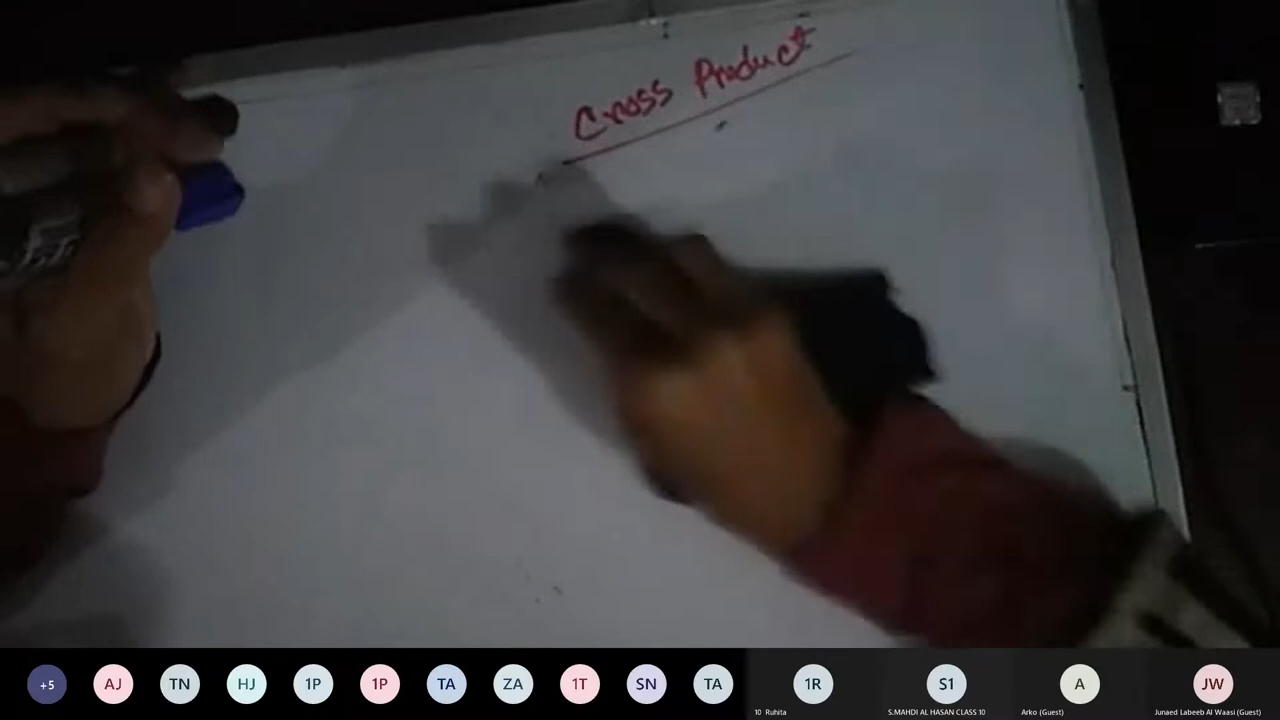 Cross Product
+5
AJ
TN
HJ
1P
1P
TA
ZA
1T
SN
TA
1R
S1
A
JW
10 Ruhita
S.MAHDI AL HASAN CLASS 10
Arko (Guest)
Junaed Labeeb Al Waasi (Guest)